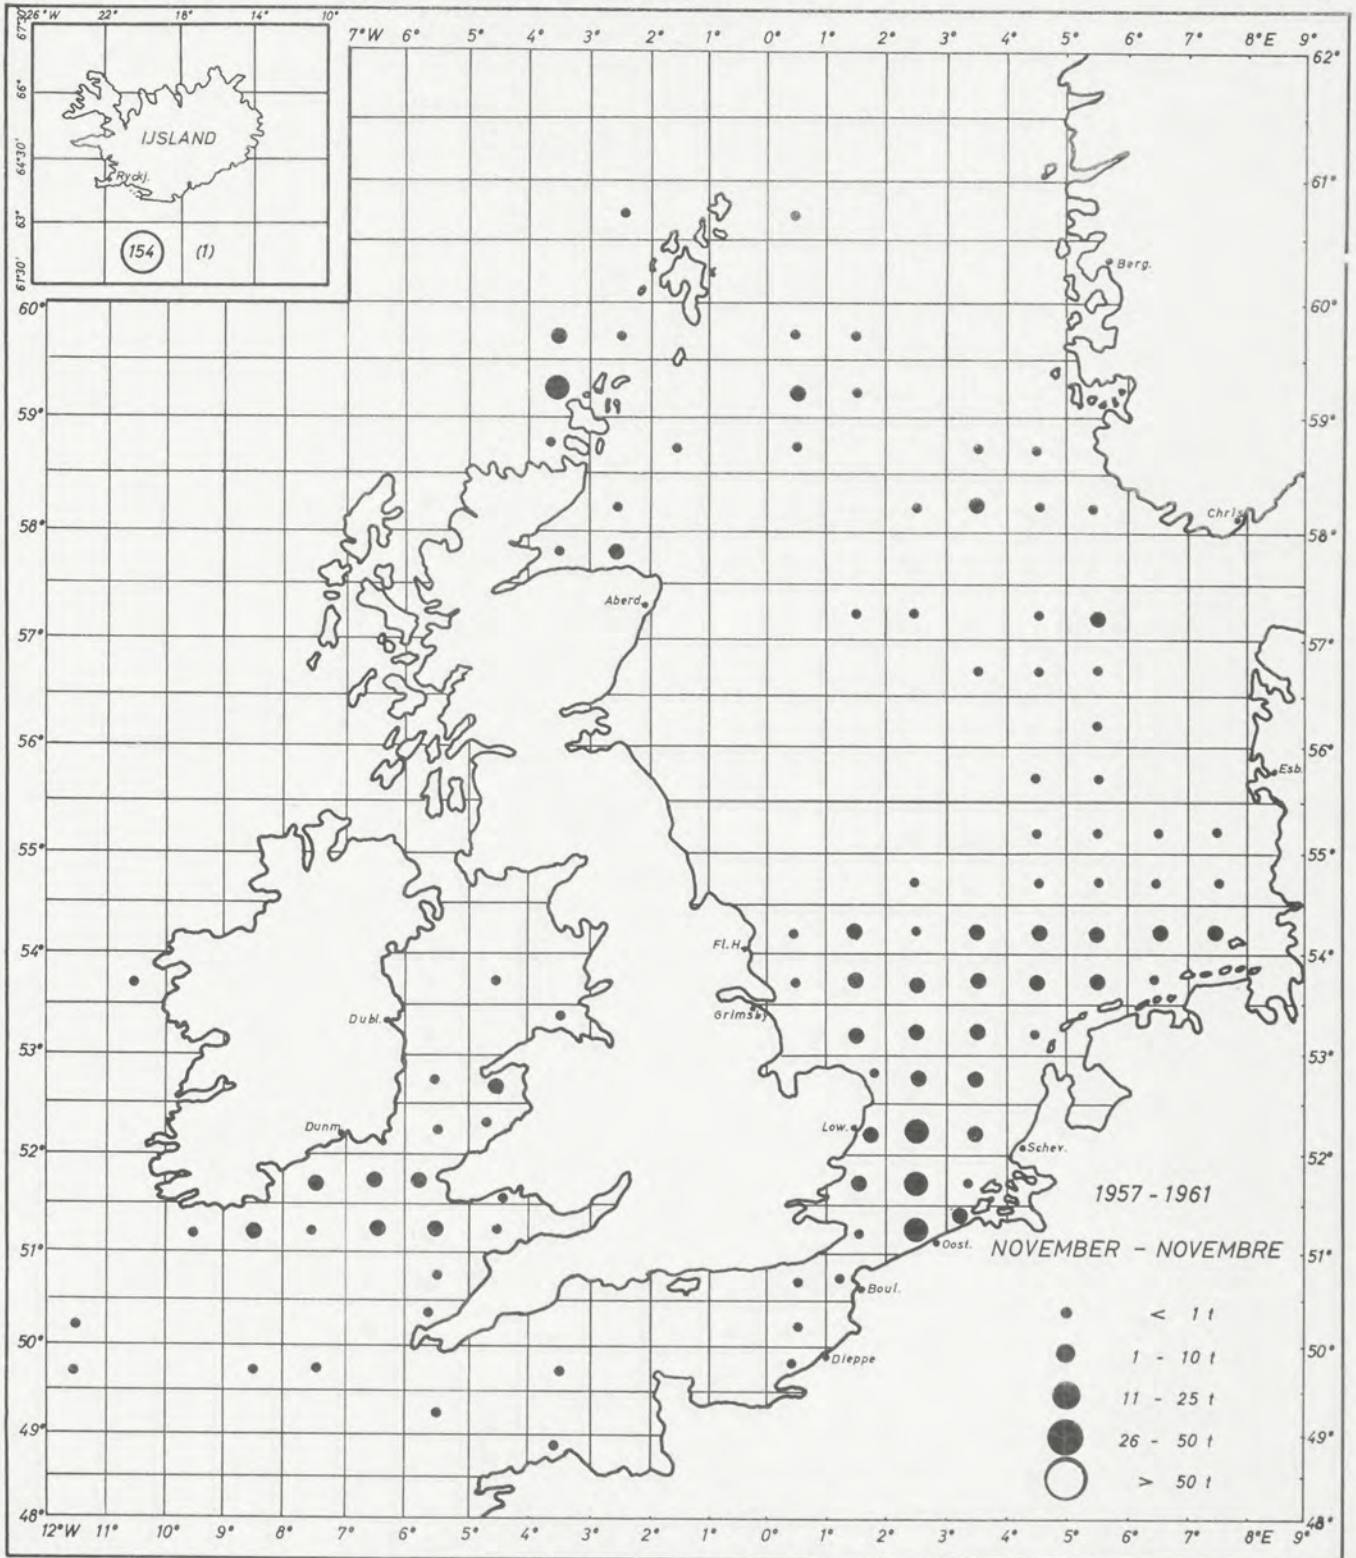 26°W 22° 18° 14° 10°
67°30'
66°
64°30'
63°
61°30'
IJSLAND
Ryckj.
154 (1)
7°W 6° 5° 4° 3° 2° 1° 0° 1° 2° 3° 4° 5° 6° 7° 8°E 9°
62°
61° 
60° 60°
59° 59°
58° 58°
57° 57°
56° 56°
55° 55°
54° 54°
53° 53°
52° 52°
51° 51°
50° 50°
49° 49°
48° 48°
Berg.
Chris
Aberd.
Esb.
Fl. H.
Dubl.
Grimsby
Dunm
Low.
Schev.
Oost.
Boul.
Dieppe
1957 - 1961
NOVEMBER - NOVEMBRE
< 1 t
1 - 10 t
11 - 25 t
26 - 50 t
> 50 t
12°W 11° 10° 9° 8° 7° 6° 5° 4° 3° 2° 1° 0° 1° 2° 3° 4° 5° 6° 7° 8°E 9°